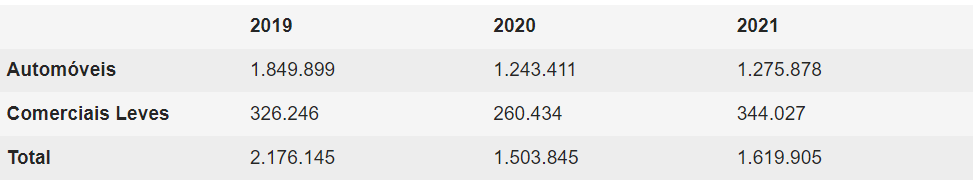 2019 2020 2021
Automóveis 1.849.899 1.243.411 1.275.878
Comerciais Leves 326.246 260.434 344.027
Total 2.176.145 1.503.845 1.619.905